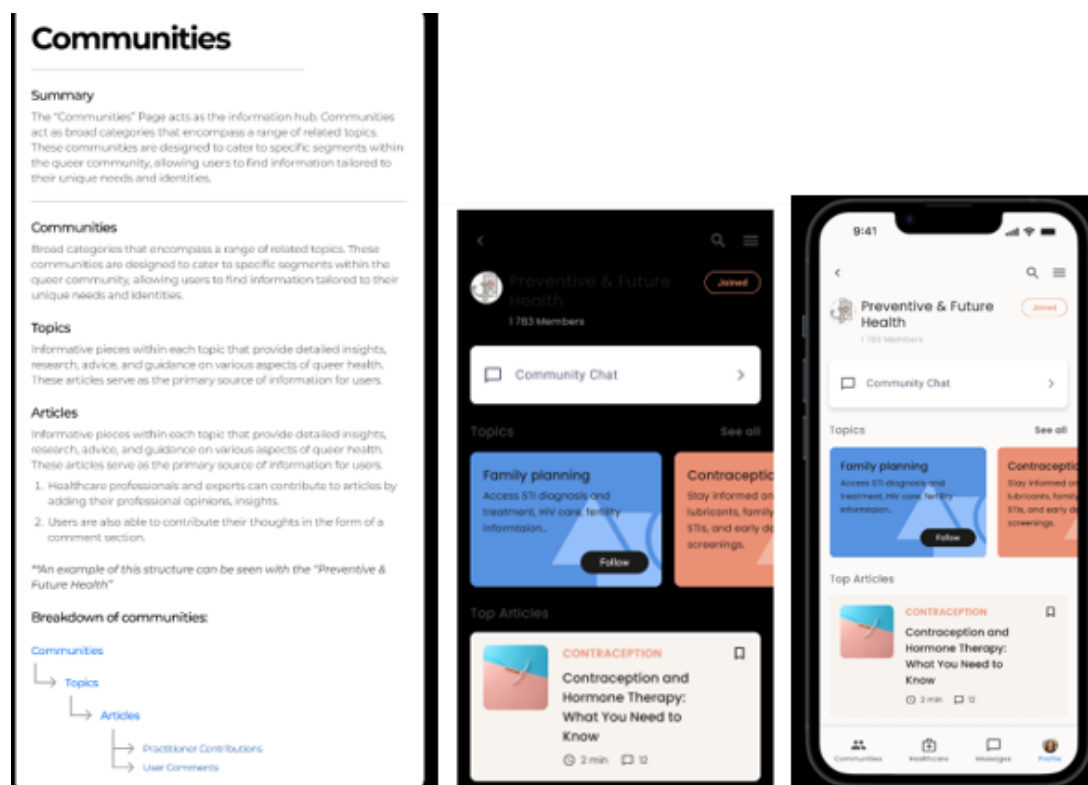 Communities
Summary
The "Communities" Page acts as the information hub. Communities
act as broad categories that encompass a range of related topics.
These communities are designed to cater to specific segments within
the queer community, allowing users to find information tailored to
their unique needs and identities.
Communities
Broad categories that encompass a range of related topics. These
communities are designed to cater to specific segments within the
queer community, allowing users to find information tailored to their
unique needs and identities.
Topics
Informative pieces within each topic that provide detailed insights,
research, advice, and guidance on various aspects of queer health.
These articles serve as the primary source of information for users.
Articles
Informative pieces within each topic that provide detailed insights,
research, advice, and guidance on various aspects of queer health.
These articles serve as the primary source of information for users.
1. Healthcare professionals and experts can contribute to articles by
adding their professional opinions, insights.
2. Users are also able to contribute their thoughts in the form of a
comment section.
**An example of this structure can be seen with the "Preventive &
Future Health"
Breakdown of communities:
Communities
Topics
Articles
Practitioner Contributions
User Comments
Preventive & Future
Health
Joined
1 783 Members
Community Chat
Topics
See all
Family planning
Access STI diagnosis and
treatment, HIV care, fertility
informtaion..
Follow
Contraceptic
Stay informed on
lubricants, family
STIs, and early de
screenings.
Top Articles
CONTRACEPTION
Contraception and
Hormone Therapy:
What You Need to
Know
2 min
12
9:41
Preventive & Future
Health
Joined
1 783 Members
Community Chat
Topics
See all
Family planning
Access STI diagnosis and
treatment, HIV care, fertility
informtaion..
Follow
Contraceptic
Stay informed on
lubricants, family
STIs, and early de
screenings.
Top Articles
CONTRACEPTION
Contraception and
Hormone Therapy:
What You Need to
Know
2 min
12
Communities
Healthcare
Messages
Profile